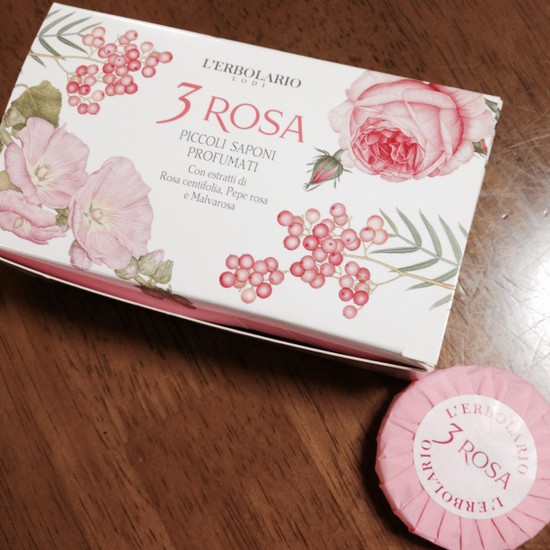 L'ERBOLARIO
LODI
3 ROSA
PICCOLI SAPONI
PROFUMATI
Con estratti di
Rosa centifolia, Pepe rosa
e Malvarosa
L'ERBOLARIO
3 ROSA
L'ERBOLARIO